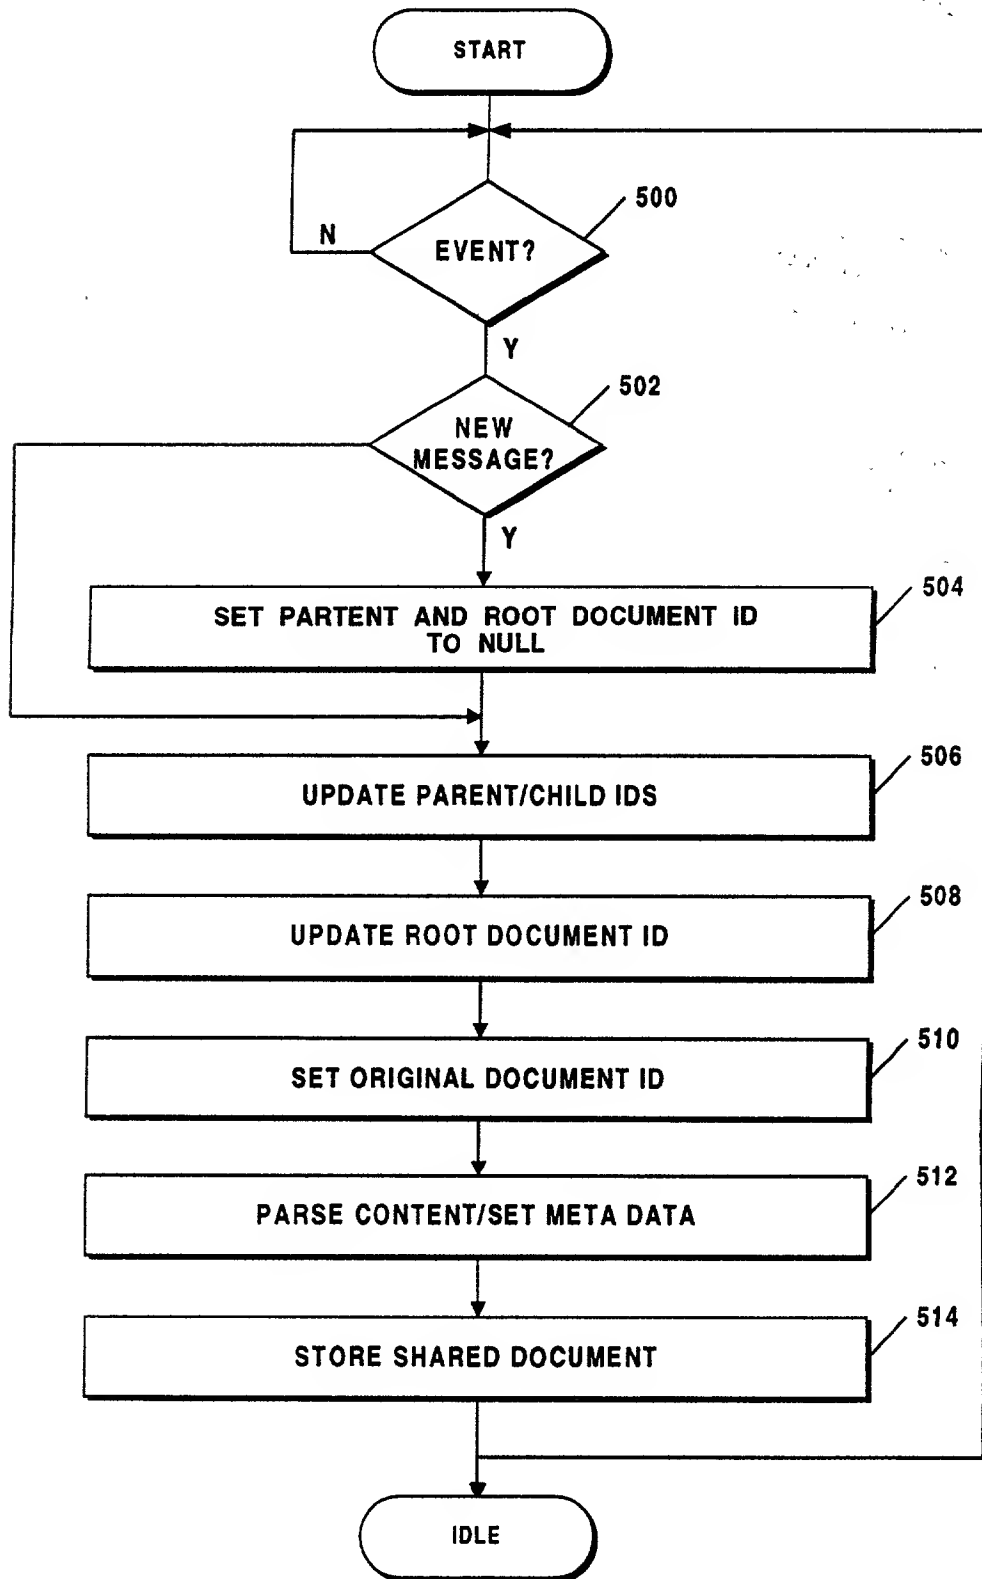 START
500
EVENT?
N
Y
502
NEW
MESSAGE?
Y
504
SET PARTENT AND ROOT DOCUMENT ID
TO NULL
506
UPDATE PARENT/CHILD IDS
508
UPDATE ROOT DOCUMENT ID
510
SET ORIGINAL DOCUMENT ID
512
PARSE CONTENT/SET META DATA
514
STORE SHARED DOCUMENT
IDLE